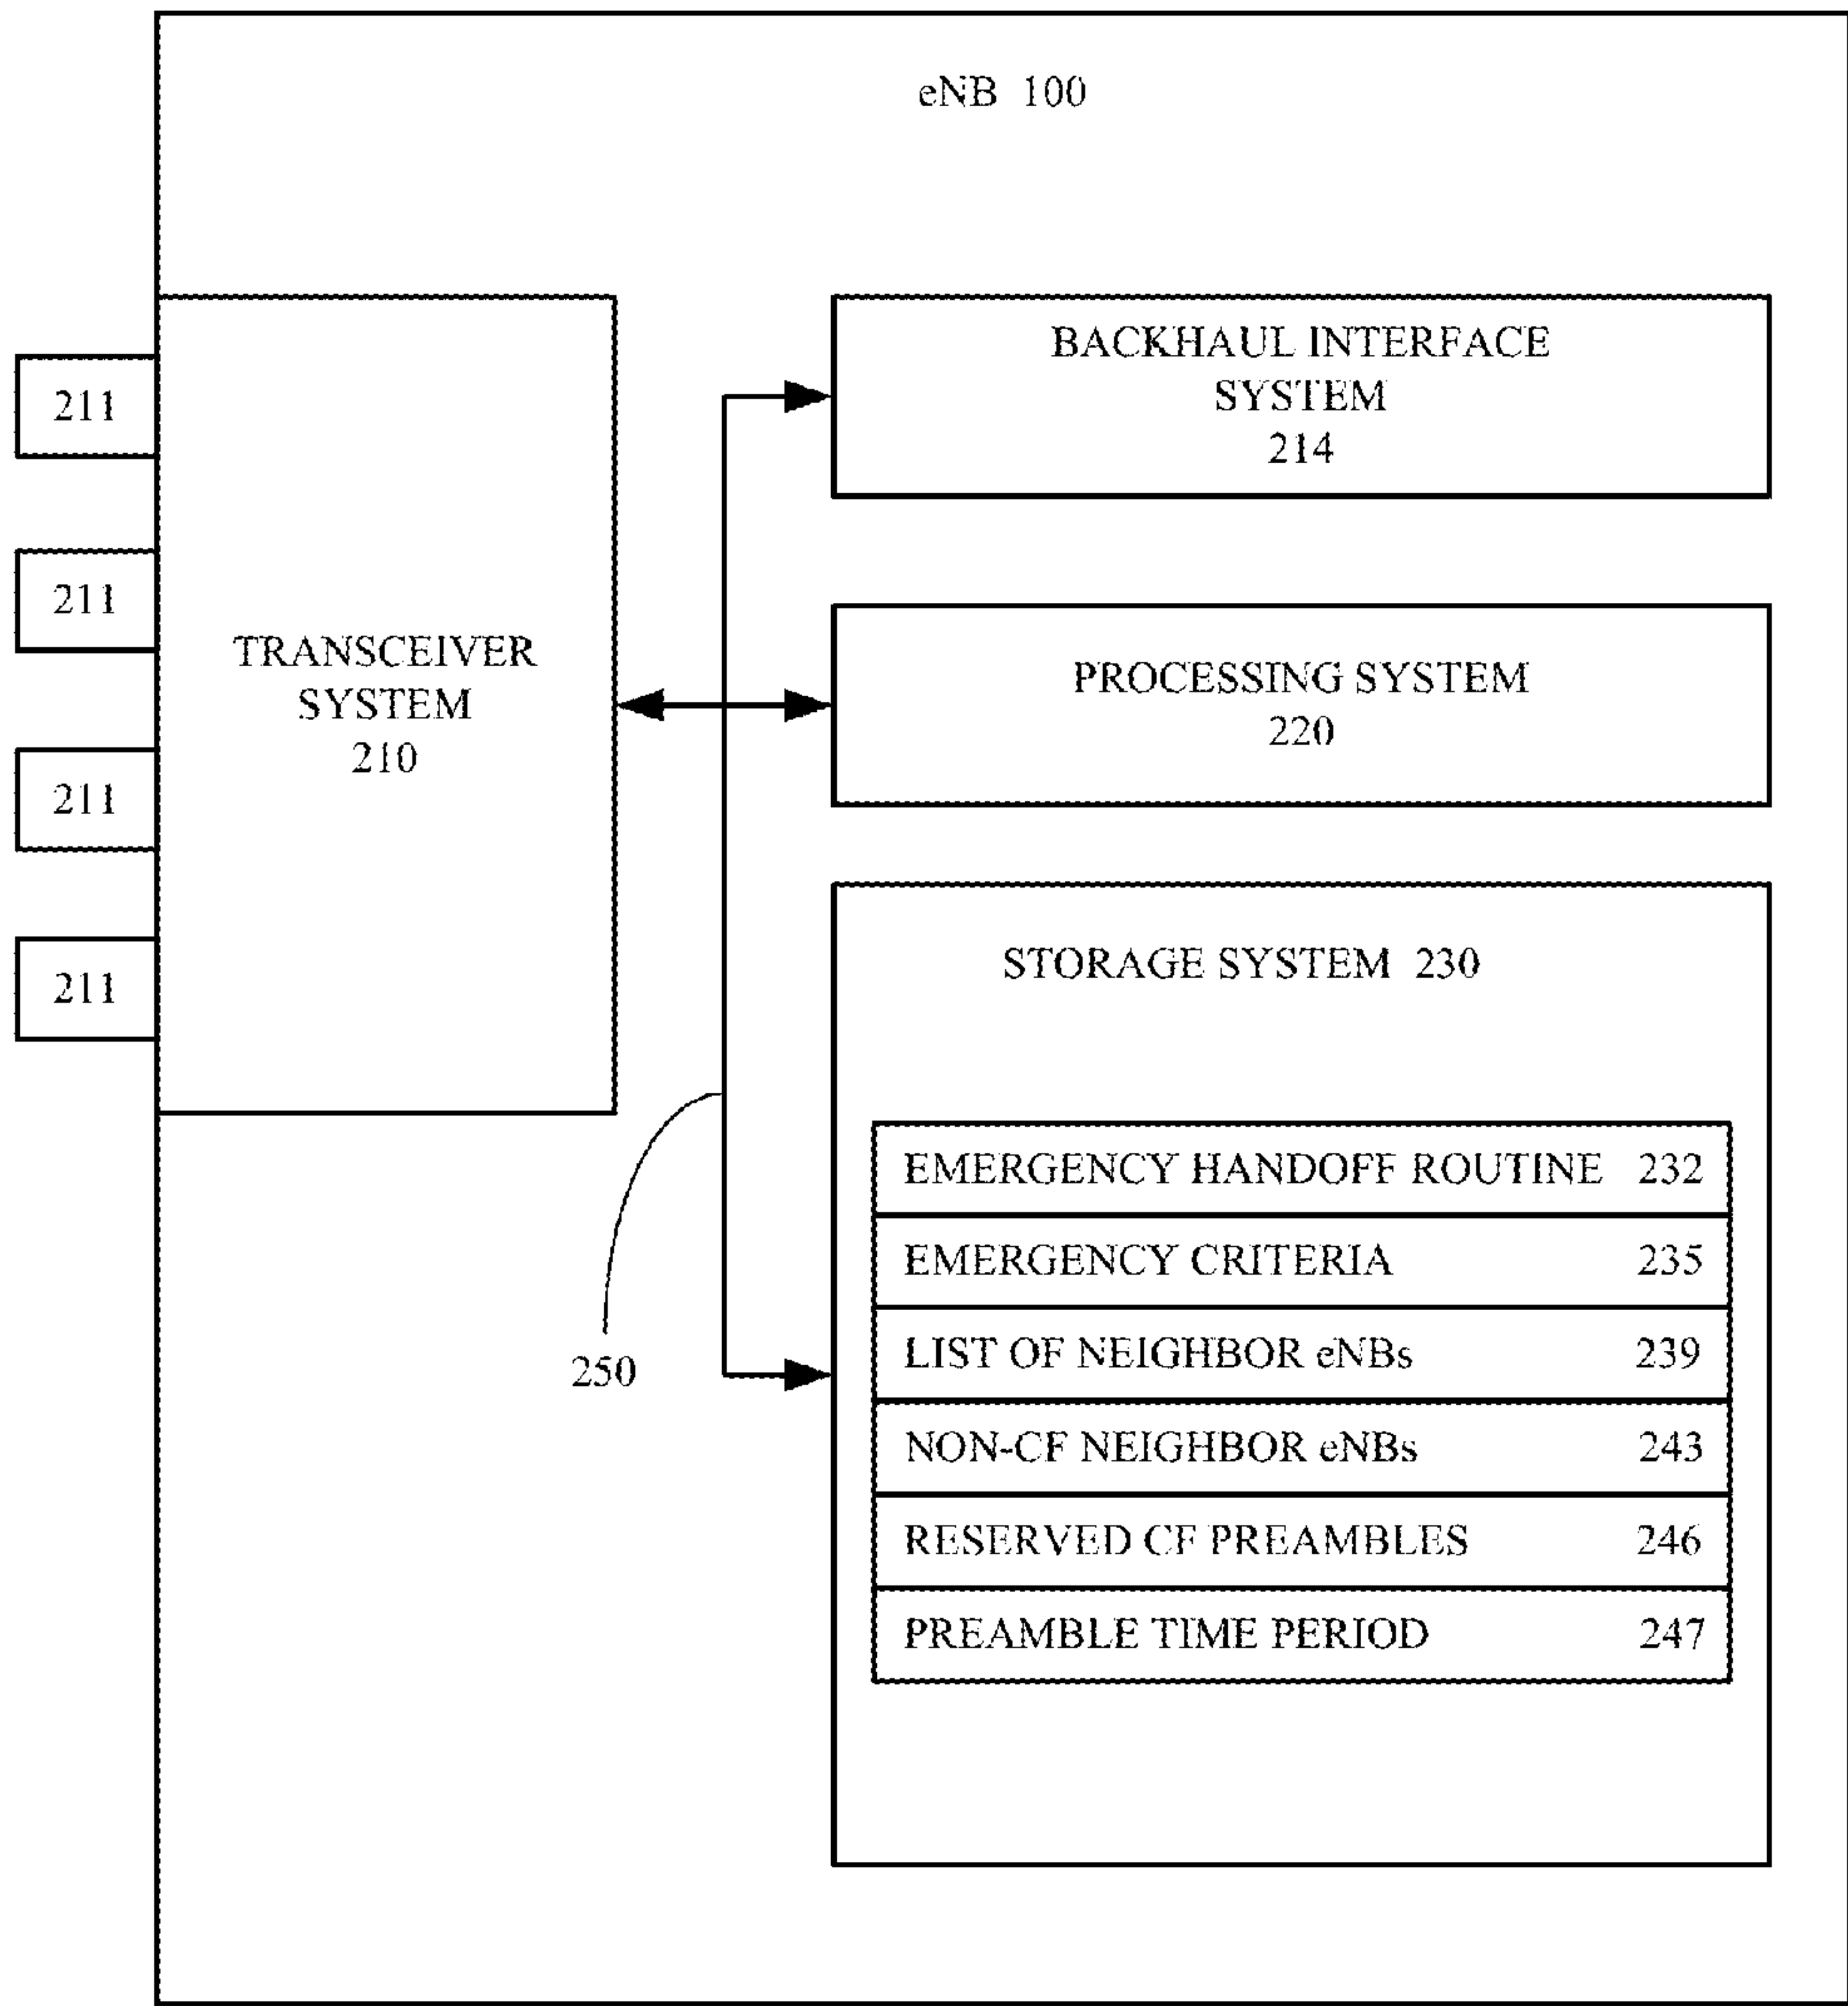 eNB 100
211
211
211
211
TRANSCEIVER
SYSTEM
210
BACKHAUL INTERFACE
SYSTEM
214
PROCESSING SYSTEM
220
STORAGE SYSTEM 230
EMERGENCY HANDOFF ROUTINE 232
EMERGENCY CRITERIA 235
LIST OF NEIGHBOR eNBs 239
NON-CF NEIGHBOR eNBs 243
RESERVED CF PREAMBLES 246
PREAMBLE TIME PERIOD 247
250